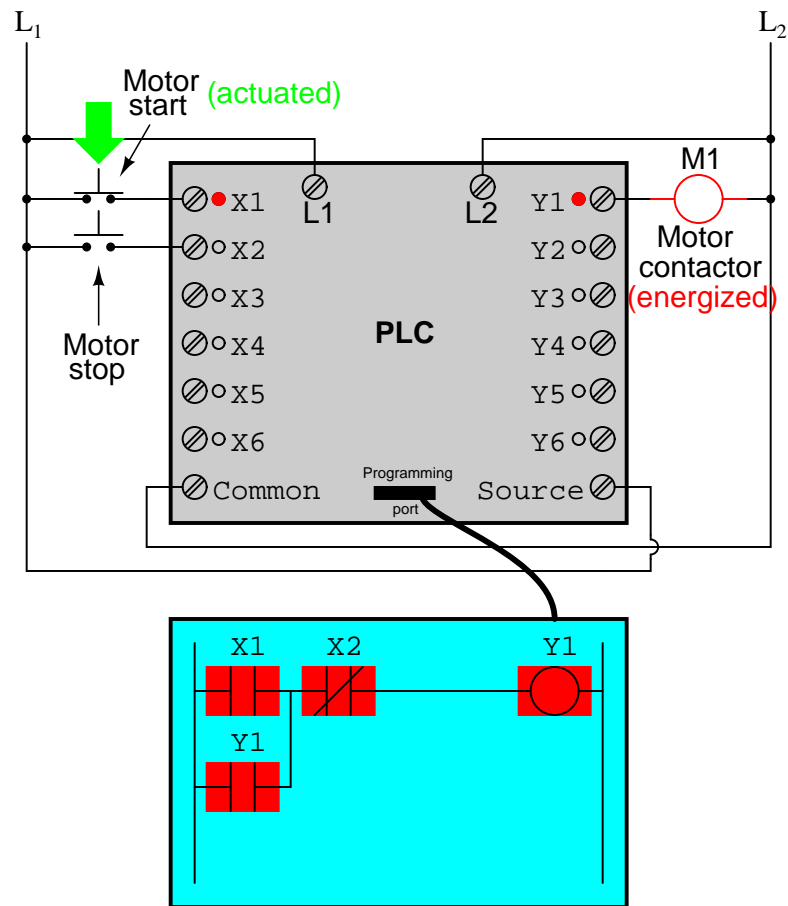 L1
L2
Motor start (actuated)
M1
X1
L1
L2
Y1
X2
Y2
Motor contactor (energized)
X3
Y3
Motor stop
X4
PLC
Y4
X5
Y5
X6
Y6
Common
Programming port
Source
X1
X2
Y1
Y1